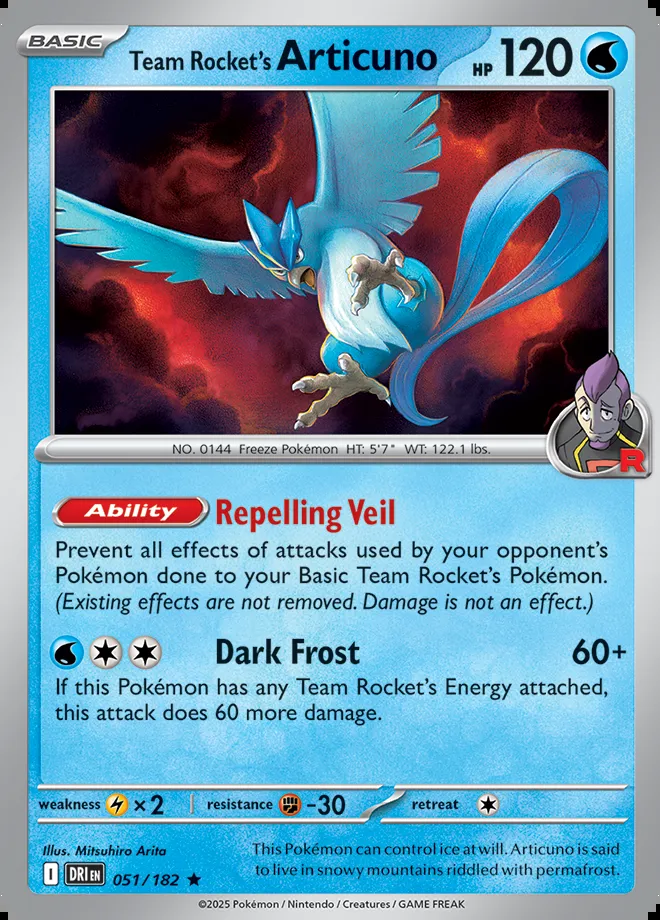 BASIC
Team Rocket's Articuno HP 120
NO. 0144 Freeze Pokémon HT: 5'7" WT: 122.1 lbs.
R
Ability Repelling Veil
Prevent all effects of attacks used by your opponent's
Pokémon done to your Basic Team Rocket's Pokémon.
(Existing effects are not removed. Damage is not an effect.)
Dark Frost 60+
If this Pokémon has any Team Rocket's Energy attached,
this attack does 60 more damage.
weakness ×2 resistance -30 retreat
Illus. Mitsuhiro Arita
This Pokémon can control ice at will. Articuno is said
to live in snowy mountains riddled with permafrost.
I DRI EN 051/182 ★
©2025 Pokémon / Nintendo / Creatures / GAME FREAK